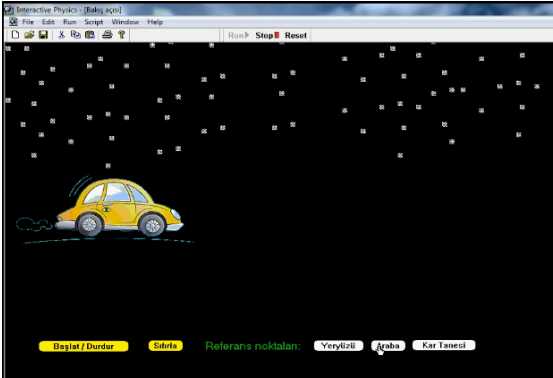 Interactive Physics - [Bakış açısı]
File Edit Run Script Window Help
Run Stop Reset
Başlat / Durdur Sıfırla Referans noktaları: Yeryüzü Araba Kar Tanesi